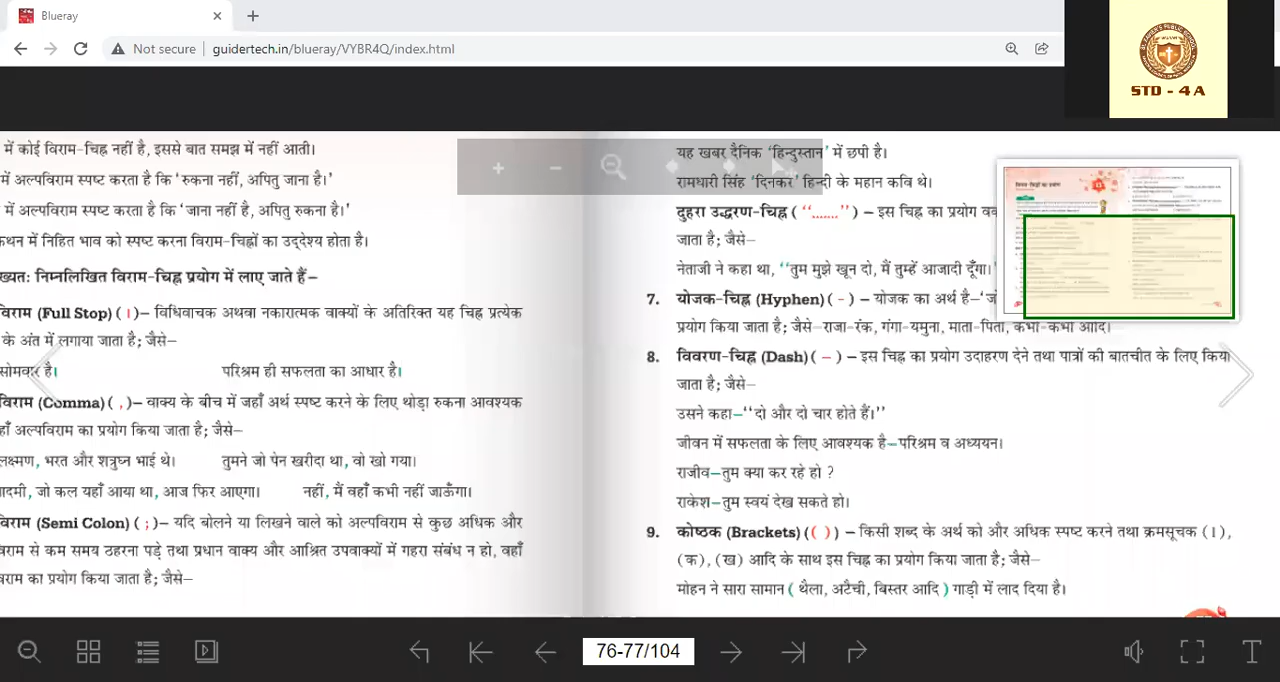 Blueray
Not secure
guidertech.in/blueray/VYBR4Q/index.html
STD - 4 A
में कोई विराम-चिह्न नहीं है, इससे बात समझ में नहीं आती।
में अल्पविराम स्पष्ट करता है कि 'रुकना नहीं, अपितु जाना है।'
में अल्पविराम स्पष्ट करता है कि 'जाना नहीं है, अपितु रुकना है।'
कथन में निहित भाव को स्पष्ट करना विराम-चिह्नों का उद्देश्य होता है।
ख्यतः निम्नलिखित विराम-चिह्न प्रयोग में लाए जाते हैं–
विराम (Full Stop) ( । )– विधिवाचक अथवा नकारात्मक वाक्यों के अतिरिक्त यह चिह्न प्रत्येक
के अंत में लगाया जाता है; जैसे–
सोमवार है। परिश्रम ही सफलता का आधार है।
विराम (Comma) ( , )– वाक्य के बीच में जहाँ अर्थ स्पष्ट करने के लिए थोड़ा रुकना आवश्यक
हाँ अल्पविराम का प्रयोग किया जाता है; जैसे–
लक्ष्मण, भरत और शत्रुघ्न भाई थे। तुमने जो पेन खरीदा था, वो खो गया।
ादमी, जो कल यहाँ आया था, आज फिर आएगा। नहीं, मैं वहाँ कभी नहीं जाऊँगा।
विराम (Semi Colon) ( ; )– यदि बोलने या लिखने वाले को अल्पविराम से कुछ अधिक और
विराम से कम समय ठहरना पड़े तथा प्रधान वाक्य और आश्रित उपवाक्यों में गहरा संबंध न हो, वहाँ
वराम का प्रयोग किया जाता है; जैसे–
यह खबर दैनिक 'हिन्दुस्तान' में छपी है।
रामधारी सिंह 'दिनकर' हिन्दी के महान कवि थे।
दुहरा उद्धरण-चिह्न ( "......" ) – इस चिह्न का प्रयोग वक
जाता है; जैसे–
नेताजी ने कहा था, "तुम मुझे खून दो, मैं तुम्हें आजादी दूँगा।
7. योजक-चिह्न (Hyphen) ( - ) – योजक का अर्थ है–'जो
प्रयोग किया जाता है; जैसे–राजा-रंक, गंगा-यमुना, माता-पिता, कभी-कभी आदि।
8. विवरण-चिह्न (Dash) ( – ) – इस चिह्न का प्रयोग उदाहरण देने तथा पात्रों की बातचीत के लिए किया
जाता है; जैसे–
उसने कहा–"दो और दो चार होते हैं।"
जीवन में सफलता के लिए आवश्यक है–परिश्रम व अध्ययन।
राजीव–तुम क्या कर रहे हो ?
राकेश–तुम स्वयं देख सकते हो।
9. कोष्ठक (Brackets) (( )) – किसी शब्द के अर्थ को और अधिक स्पष्ट करने तथा क्रमसूचक (1),
(क), (ख) आदि के साथ इस चिह्न का प्रयोग किया जाता है; जैसे–
मोहन ने सारा सामान ( थैला, अटैची, बिस्तर आदि ) गाड़ी में लाद दिया है।
76-77/104